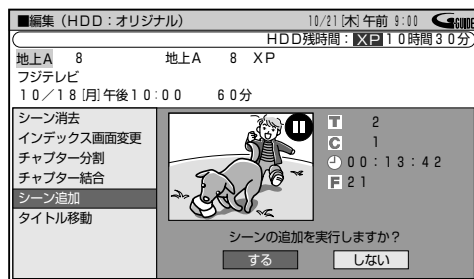 ■編集（HDD：オリジナル） 10/21[木]午前 9:00 G-GUIDE
HDD残時間：XP10時間30分
地上A 8 地上A 8 XP
フジテレビ
10／18[月]午後10:00 60分
シーン消去
インデックス画面変更
チャプター分割
チャプター結合
シーン追加
タイトル移動
T 2
C 1
00:13:42
F 21
シーンの追加を実行しますか？
する しない